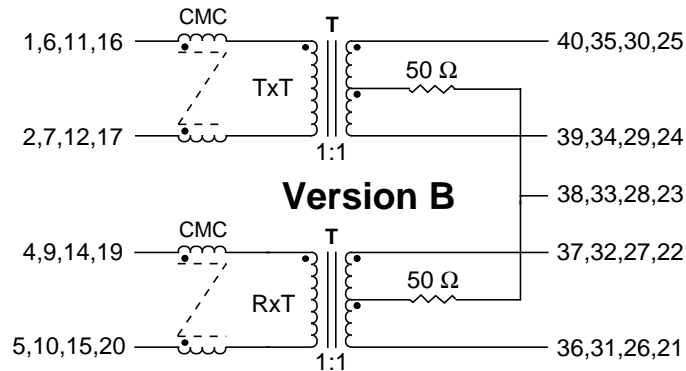 CMC
T
1,6,11,16
40,35,30,25
50 Ω
TxT
2,7,12,17
39,34,29,24
1:1
Version B
38,33,28,23
CMC
T
4,9,14,19
37,32,27,22
50 Ω
RxT
5,10,15,20
36,31,26,21
1:1